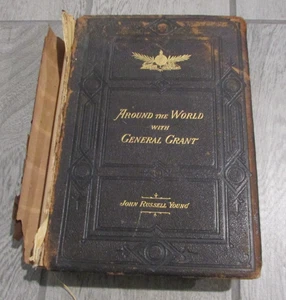 AROUND THE WORLD
WITH
GENERAL GRANT
JOHN RUSSELL YOUNG